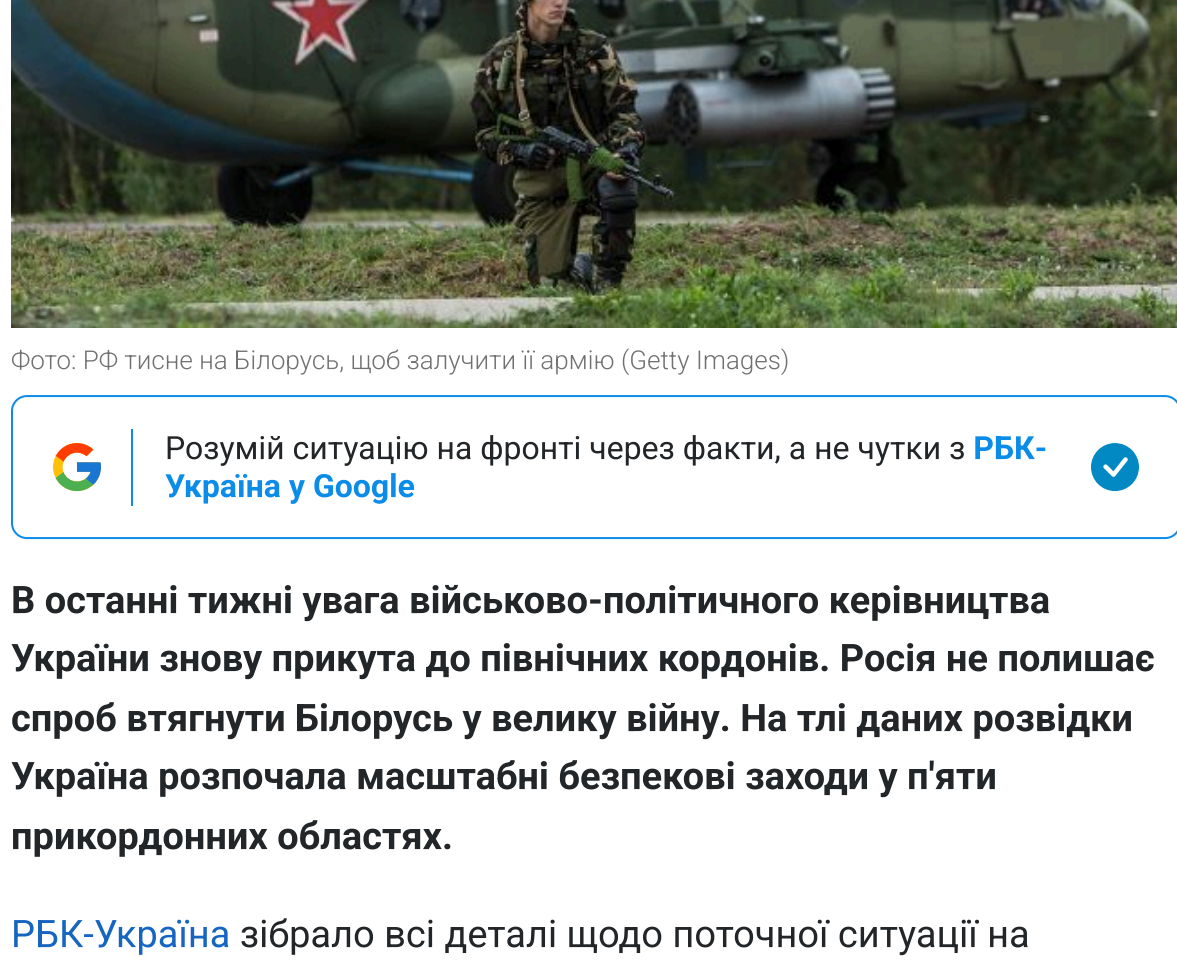 Фото: РФ тисне на Білорусь, щоб залучити її армію (Getty Images)
Розумій ситуацію на фронті через факти, а не чутки з РБК-
Україна у Google
В останні тижні увага військово-політичного керівництва
України знову прикута до північних кордонів. Росія не полишає
спроб втягнути Білорусь у велику війну. На тлі даних розвідки
Україна розпочала масштабні безпекові заходи у п'яти
прикордонних областях.
РБК-Україна зібрало всі деталі щодо поточної ситуації на